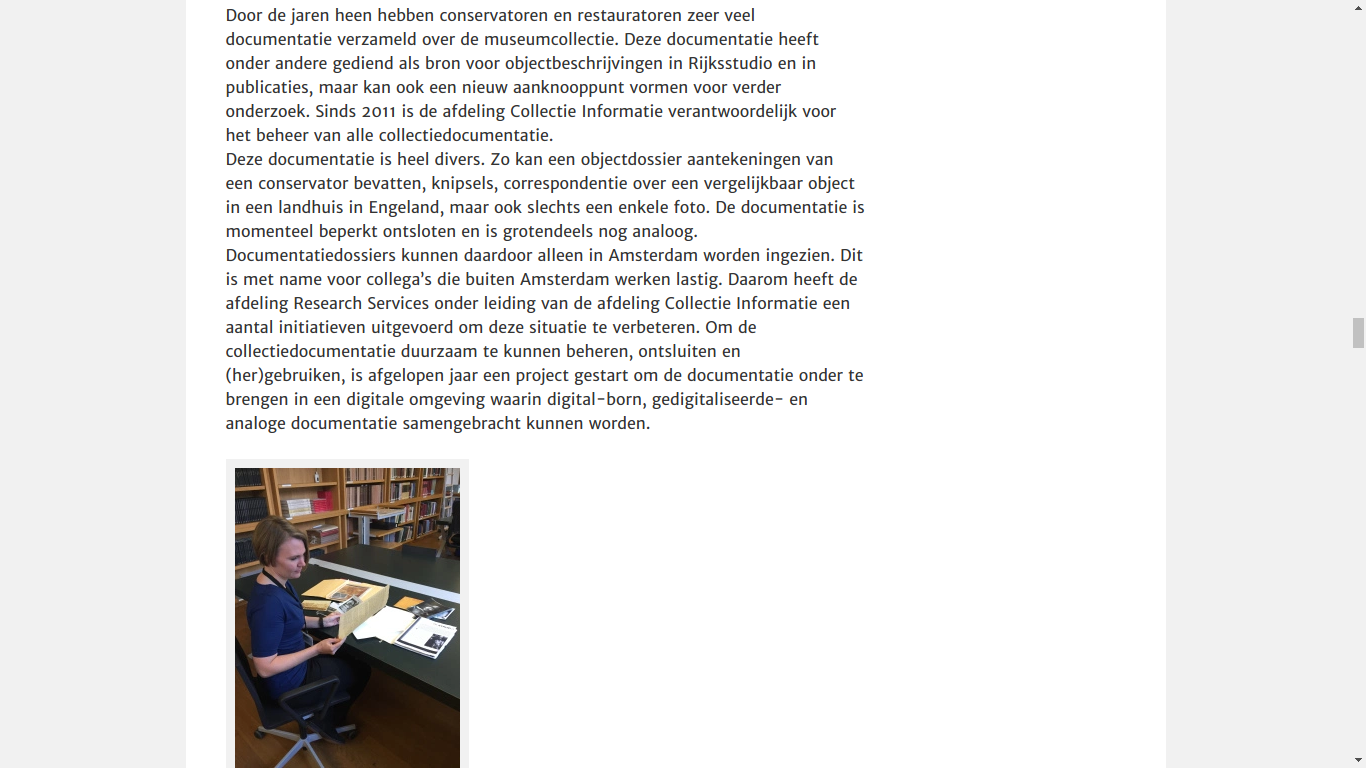 Door de jaren heen hebben conservatoren en restauratoren zeer veel
documentatie verzameld over de museumcollectie. Deze documentatie heeft
onder andere gediend als bron voor objectbeschrijvingen in Rijksstudio en in
publicaties, maar kan ook een nieuw aanknooppunt vormen voor verder
onderzoek. Sinds 2011 is de afdeling Collectie Informatie verantwoordelijk voor
het beheer van alle collectiedocumentatie.
Deze documentatie is heel divers. Zo kan een objectdossier aantekeningen van
een conservator bevatten, knipsels, correspondentie over een vergelijkbaar object
in een landhuis in Engeland, maar ook slechts een enkele foto. De documentatie is
momenteel beperkt ontsloten en is grotendeels nog analoog.
Documentatiedossiers kunnen daardoor alleen in Amsterdam worden ingezien. Dit
is met name voor collega’s die buiten Amsterdam werken lastig. Daarom heeft de
afdeling Research Services onder leiding van de afdeling Collectie Informatie een
aantal initiatieven uitgevoerd om deze situatie te verbeteren. Om de
collectiedocumentatie duurzaam te kunnen beheren, ontsluiten en
(her)gebruiken, is afgelopen jaar een project gestart om de documentatie onder te
brengen in een digitale omgeving waarin digital-born, gedigitaliseerde- en
analoge documentatie samengebracht kunnen worden.